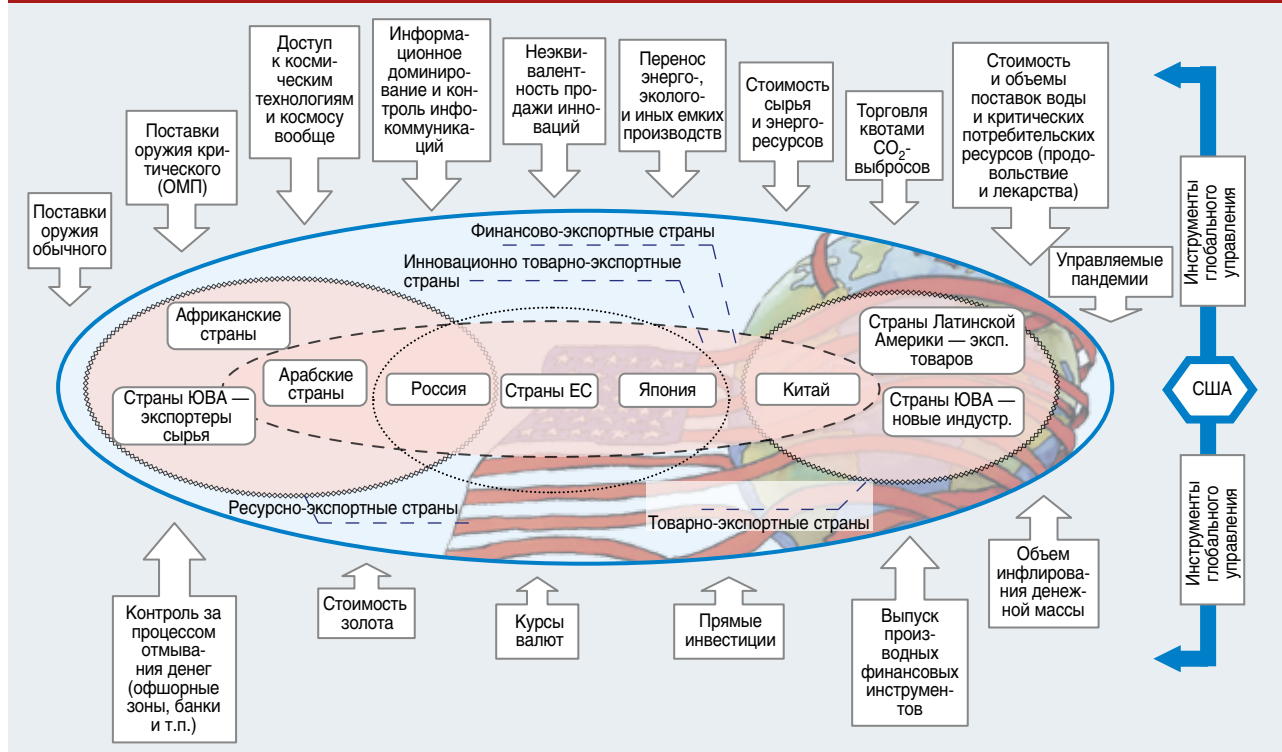 Доступ
к косми-
ческим
технологиям
и космосу
вообще
Информа-
ционное
доминиро-
вание и кон-
троль инфо-
коммуника-
ций
Неэкви-
валент-
ность про-
дажи инно-
ваций
Перенос
энерго-,
эколого-
и иных емких
производств
Стоимость
сырья
и энерго-
ресурсов
Торговля
квотами
CO₂-
выбросов
Стоимость
и объемы
поставок воды
и критических
потребительских
ресурсов (продо-
вольствие
и лекарства)
Поставки
оружия кри-
тического
(ОМП)
Поставки
оружия
обычного
Управляемые
пандемии
Инструменты
глобального
управления
Финансово-экспортные страны
Инновационно товарно-экспортные
страны
Африканские
страны
Страны ЮВА —
экспортеры
сырья
Арабские
страны
Россия
Страны ЕС
Япония
Китай
Страны Латинской
Америки — эксп.
товаров
Страны ЮВА —
новые индустр.
США
Ресурсно-экспортные страны
Товарно-экспортные страны
Инструменты
глобального
управления
Контроль за
процессом
отмыва-
ния денег
(офшорные
зоны, банки
и т.п.)
Стоимость
золота
Курсы
валют
Прямые
инвестиции
Выпуск
произ-
водных
финансовых
инструмен-
тов
Объем
инфлирова-
ния денеж-
ной массы